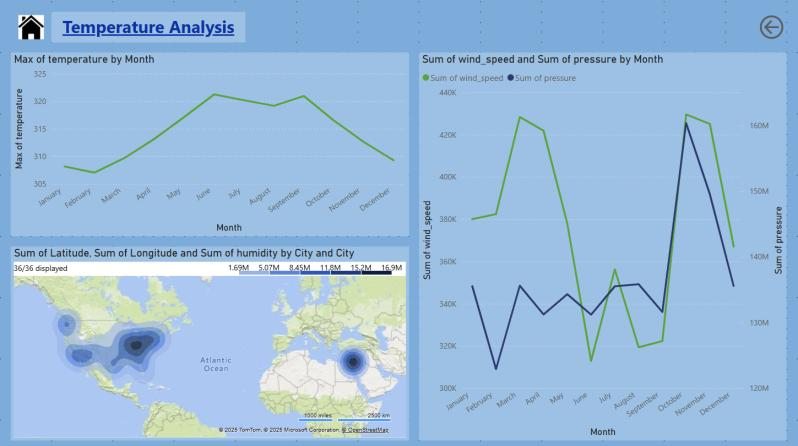 Temperature Analysis
Max of temperature by Month
325
320
315
310
305
Max of temperature
January
February
March
April
May
June
July
August
September
October
November
December
Month
Sum of Latitude, Sum of Longitude and Sum of humidity by City and City
36/36 displayed
1.69M 5.07M 8.45M 11.8M 15.2M 16.9M
Atlantic
Ocean
1000 miles 2500 km
© 2025 TomTom, © 2025 Microsoft Corporation, © OpenStreetMap
Sum of wind_speed and Sum of pressure by Month
Sum of wind_speed Sum of pressure
440K
420K
400K
380K
360K
340K
320K
300K
Sum of wind_speed
160M
150M
140M
130M
120M
Sum of pressure
January
February
March
April
May
June
July
August
September
October
November
December
Month